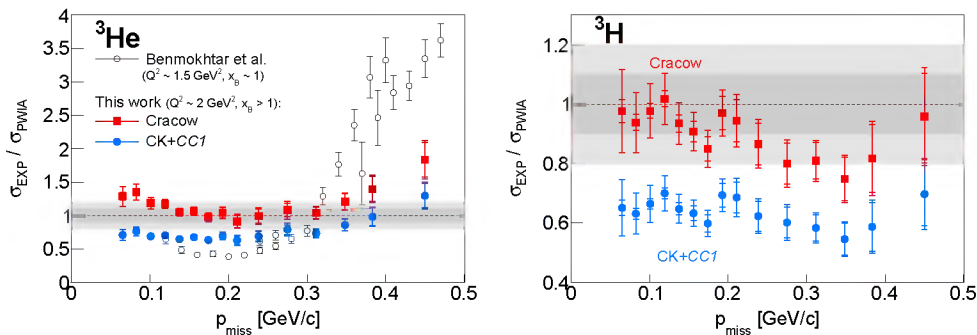 ³He
Benmokhtar et al.
(Q² ~ 1.5 GeV², x_B ~ 1)
This work (Q² ~ 2 GeV², x_B > 1):
Cracow
CK+CC1
σ_EXP / σ_PWIA
4
3.5
3
2.5
2
1.5
1
0.5
0
0 0.1 0.2 0.3 0.4 0.5
p_miss [GeV/c]
³H
Cracow
CK+CC1
σ_EXP / σ_PWIA
1.2
1
0.8
0.6
0.4
0 0.1 0.2 0.3 0.4 0.5
p_miss [GeV/c]